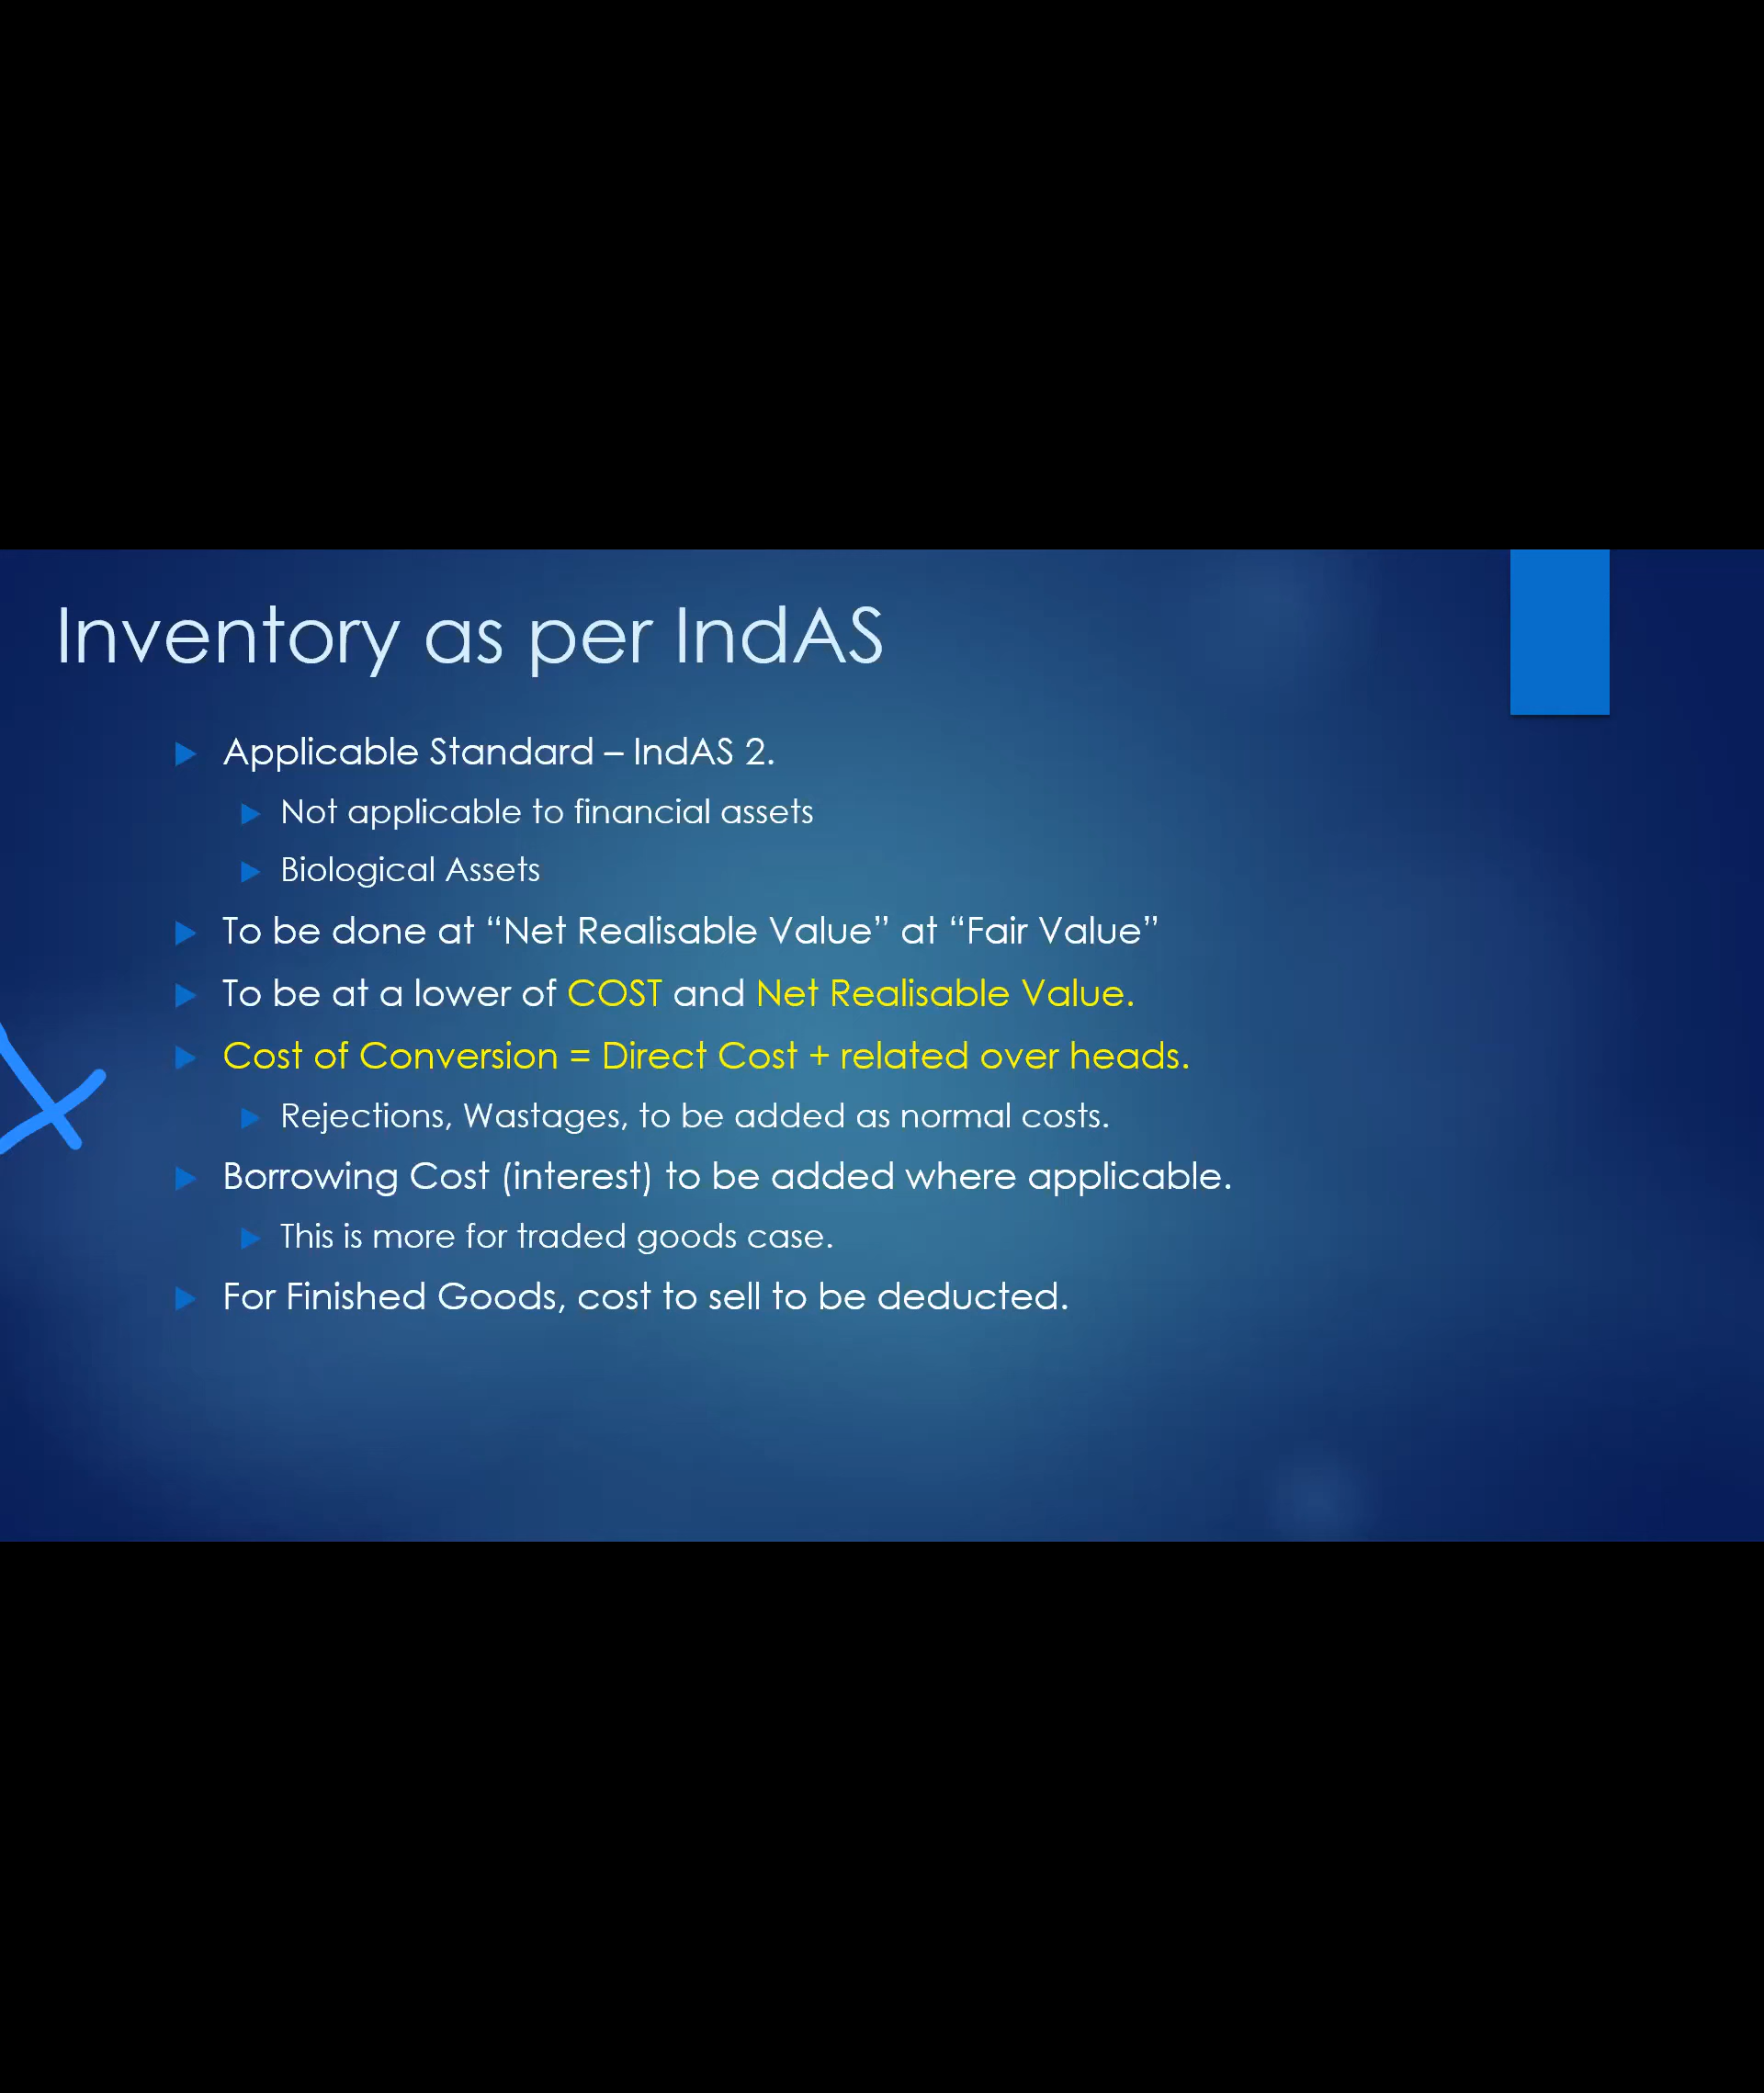 Inventory as per IndAS
Applicable Standard – IndAS 2.
Not applicable to financial assets
Biological Assets
To be done at “Net Realisable Value” at “Fair Value”
To be at a lower of COST and Net Realisable Value.
Cost of Conversion = Direct Cost + related over heads.
Rejections, Wastages, to be added as normal costs.
Borrowing Cost (interest) to be added where applicable.
This is more for traded goods case.
For Finished Goods, cost to sell to be deducted.